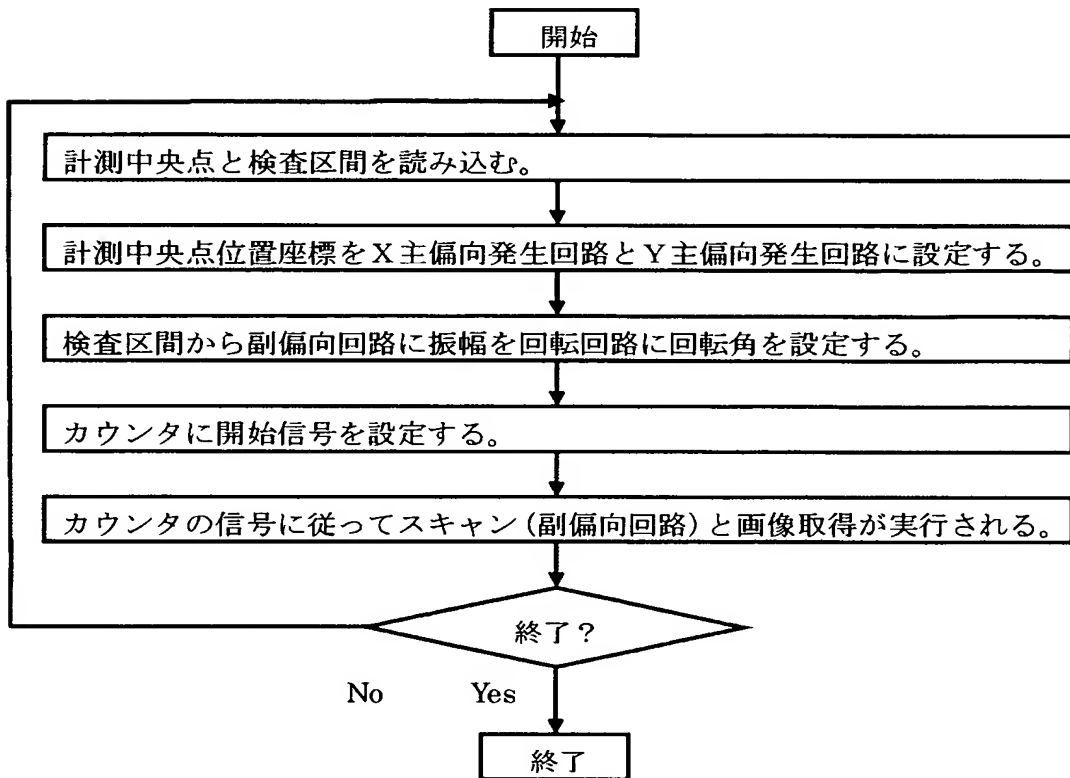 開始
計測中央点と検査区間を読み込む。
計測中央点位置座標をX主偏向発生回路とY主偏向発生回路に設定する。
検査区間から副偏向回路に振幅を回転回路に回転角を設定する。
カウンタに開始信号を設定する。
カウンタの信号に従ってスキャン(副偏向回路)と画像取得が実行される。
終了?
No Yes
終了